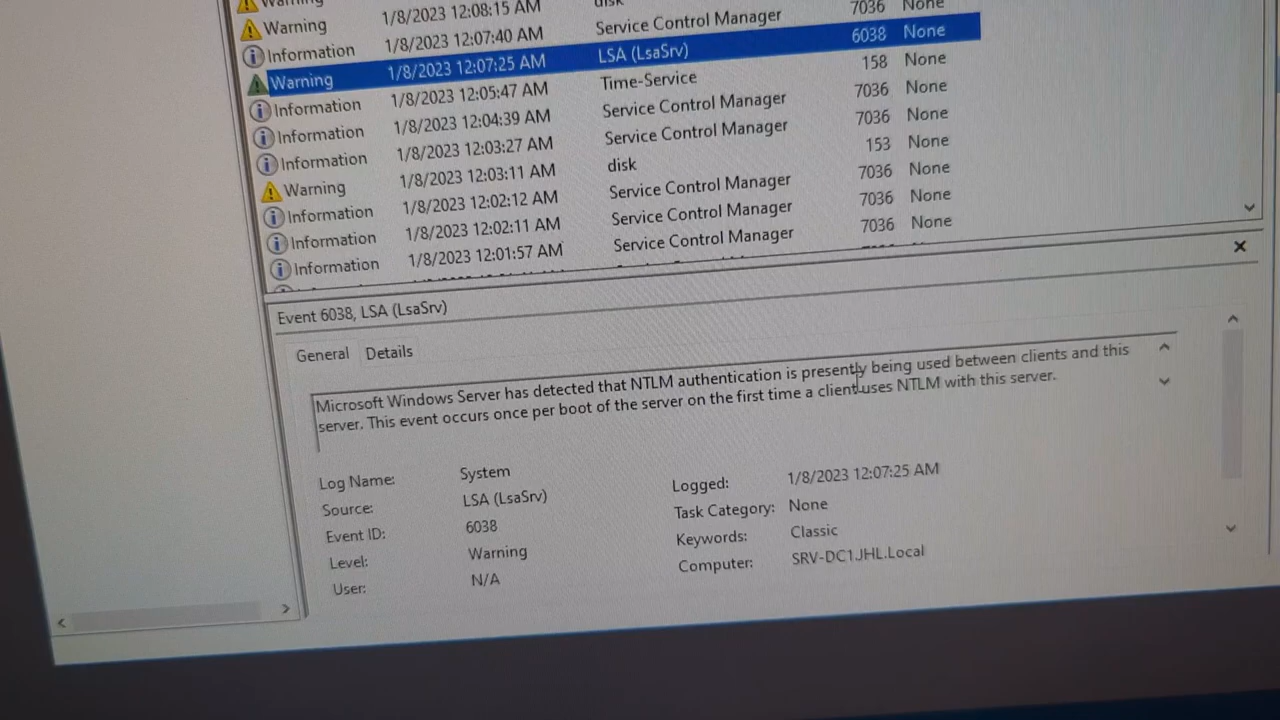 Warning
Warning 1/8/2023 12:08:15 AM disk
Information 1/8/2023 12:07:40 AM Service Control Manager 7036 None
Warning 1/8/2023 12:07:25 AM LSA (LsaSrv) 6038 None
Information 1/8/2023 12:05:47 AM Time-Service 158 None
Information 1/8/2023 12:04:39 AM Service Control Manager 7036 None
Information 1/8/2023 12:03:27 AM Service Control Manager 7036 None
Warning 1/8/2023 12:03:11 AM disk 153 None
Information 1/8/2023 12:02:12 AM Service Control Manager 7036 None
Information 1/8/2023 12:02:11 AM Service Control Manager 7036 None
Information 1/8/2023 12:01:57 AM Service Control Manager 7036 None
Event 6038, LSA (LsaSrv)
General Details
Microsoft Windows Server has detected that NTLM authentication is presently being used between clients and this
server. This event occurs once per boot of the server on the first time a client uses NTLM with this server.
Log Name: System
Source: LSA (LsaSrv) Logged: 1/8/2023 12:07:25 AM
Event ID: 6038 Task Category: None
Level: Warning Keywords: Classic
User: N/A Computer: SRV-DC1.JHL.Local